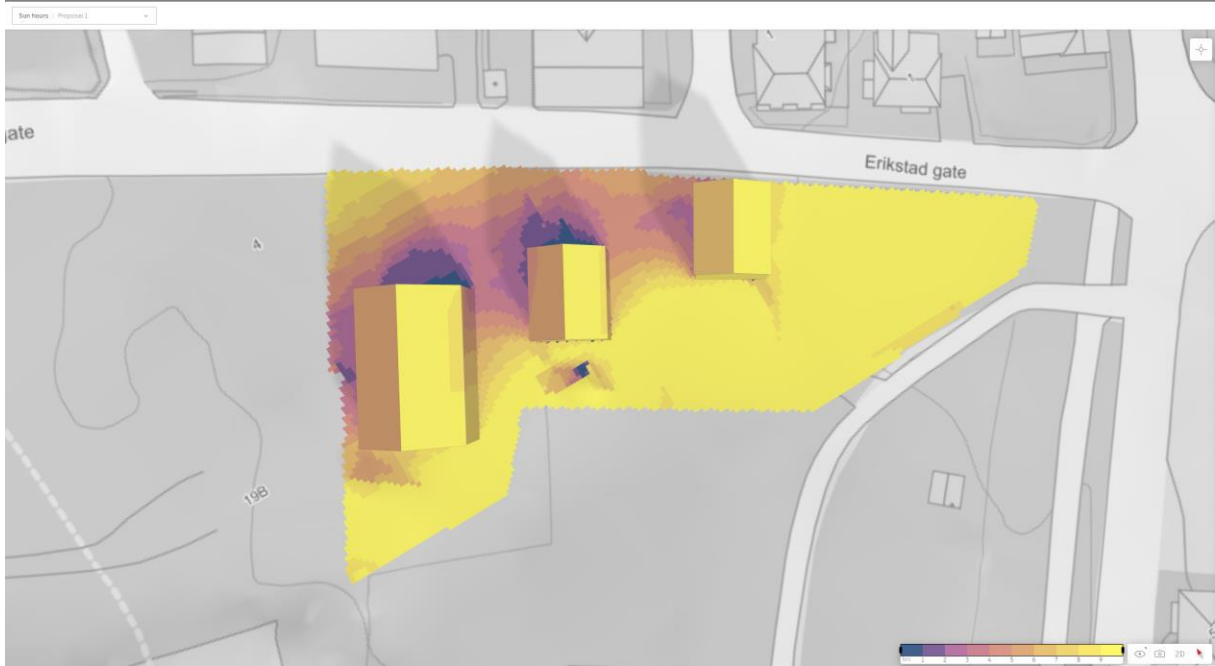 Sun hours | Proposal 1
gate
Erikstad gate
4
19B
1 2 3 4 5 6 7 8 9
2D